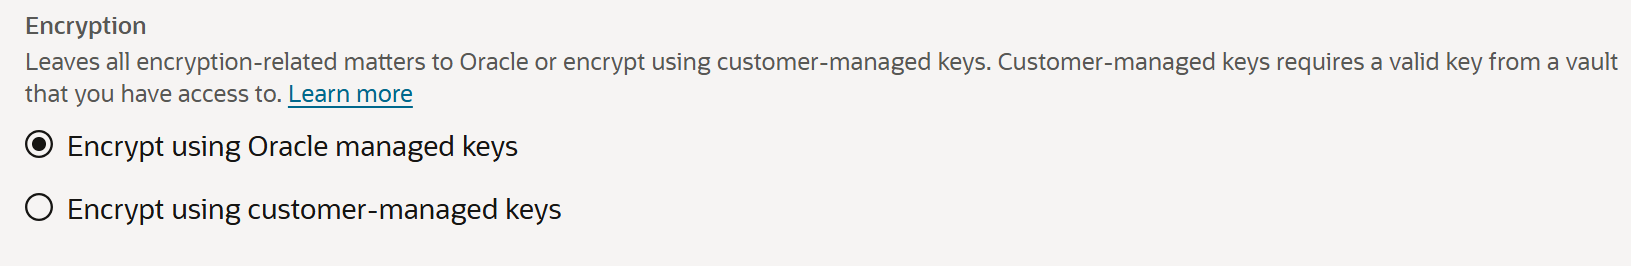 Encryption
Leaves all encryption-related matters to Oracle or encrypt using customer-managed keys. Customer-managed keys requires a valid key from a vault
that you have access to. Learn more
Encrypt using Oracle managed keys
Encrypt using customer-managed keys